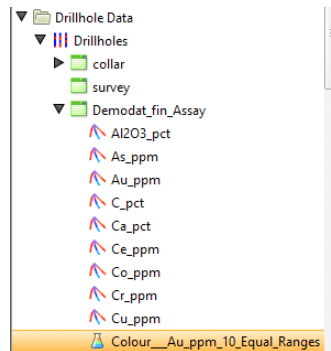 Drillhole Data
Drillholes
collar
survey
Demodat_fin_Assay
Al2O3_pct
As_ppm
Au_ppm
C_pct
Ca_pct
Ce_ppm
Co_ppm
Cr_ppm
Cu_ppm
Colour__Au_ppm_10_Equal_Ranges